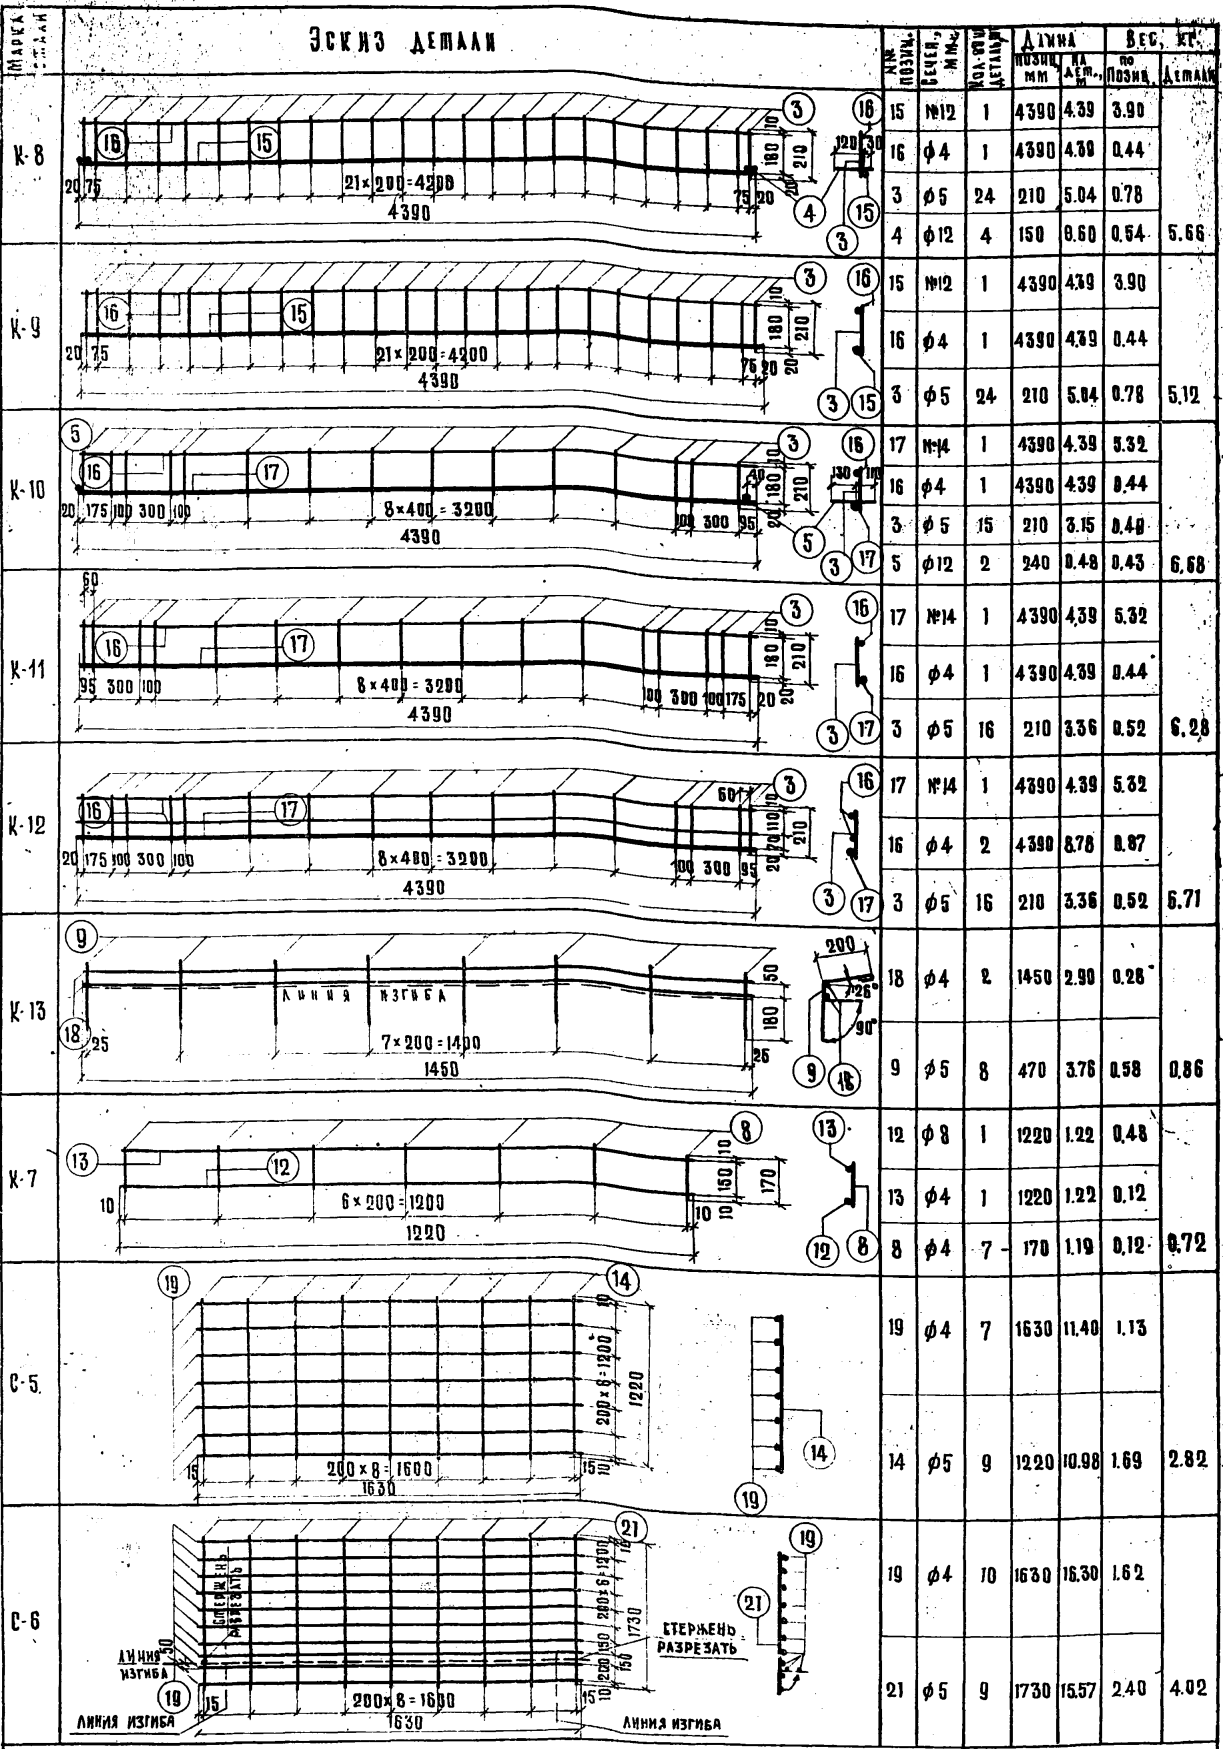 МАРКА ДЕТАЛИ
ЭСКИЗ ДЕТАЛИ
№№ ПОЗИЦ.
СЕЧЕН., ММ.
КОЛ-ВО ДЕТАЛЬ
ДЛИНА
ПОЗИЦ, ММ
НА ДЕТ., М
ВЕС, КГ.
ПО ПОЗИЦ.
ДЕТАЛИ
К-8
16 15 3 16
20 75 21×200=4200 75 20
4390
10 180 210 20
120 30
4 3 15
15 №12 1 4390 4.39 3.90
16 ф4 1 4390 4.39 0.44
3 ф5 24 210 5.04 0.78
4 ф12 4 150 0.60 0.54 5.66
К-9
16 15 3 16
20 75 21×200=4200 75 20
4390
10 180 210 20
3 15
15 №12 1 4390 4.39 3.90
16 ф4 1 4390 4.39 0.44
3 ф5 24 210 5.04 0.78 5.12
К-10
5 16 17 3 16
20 175 100 300 100 8×400=3200 100 300 95
4390
40 10 180 210 20
130 110
5 3 17
17 №14 1 4390 4.39 5.32
16 ф4 1 4390 4.39 0.44
3 ф5 15 210 3.15 0.49
5 ф12 2 240 0.48 0.43 6.68
К-11
60
16 17 3 16
95 300 100 8×400=3200 100 300 100 175 20
4390
10 180 210 20
3 17
17 №14 1 4390 4.39 5.32
16 ф4 1 4390 4.39 0.44
3 ф5 16 210 3.36 0.52 6.28
К-12
16 17 3 16
20 175 100 300 100 8×400=3200 100 300 95
4390
60 10 110 70 20 210
3 17
17 №14 1 4390 4.39 5.32
16 ф4 2 4390 8.78 0.87
3 ф5 16 210 3.36 0.52 6.71
К-13
9 18
ЛИНИЯ ИЗГИБА
25 7×200=1400 25
1450
50 180
200 126° 90°
9 18
18 ф4 2 1450 2.90 0.28
9 ф5 8 470 3.76 0.58 0.86
К-7
13 12 8 13
10 6×200=1200 10
1220
10 150 170 10
12 8
12 ф8 1 1220 1.22 0.48
13 ф4 1 1220 1.22 0.12
8 ф4 7 170 1.19 0.12 0.72
С-5
19 14
15 200×8=1600 15
1630
10 200×6=1200 1220 10
14 19
19 ф4 7 1630 11.40 1.13
14 ф5 9 1220 10.98 1.69 2.82
С-6
21 19
СТЕРЖЕНЬ РАЗРЕЗАТЬ
200×6=1200 1730
10 200 150 150
СТЕРЖЕНЬ РАЗРЕЗАТЬ
ЛИНИЯ ИЗГИБА
50
19 21
15 200×8=1600 15
1630
ЛИНИЯ ИЗГИБА
ЛИНИЯ ИЗГИБА
19 ф4 10 1630 16.30 1.62
21 ф5 9 1730 15.57 2.40 4.02